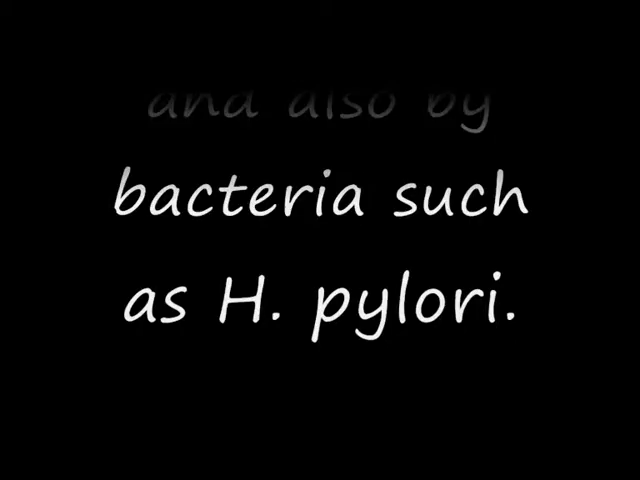 and also by
bacteria such
as H. pylori.